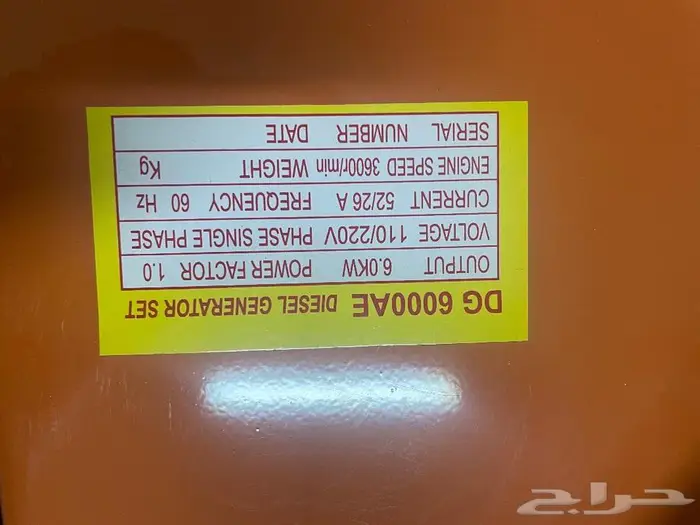 DG 6000AE DIESEL GENERATOR SET
OUTPUT 6.0KW POWER FACTOR 1.0
VOLTAGE 110/220V PHASE SINGLE PHASE
CURRENT 52/26 A FREQUENCY 60 Hz
ENGINE SPEED 3600r/min WEIGHT Kg
SERIAL NUMBER DATE
حراج